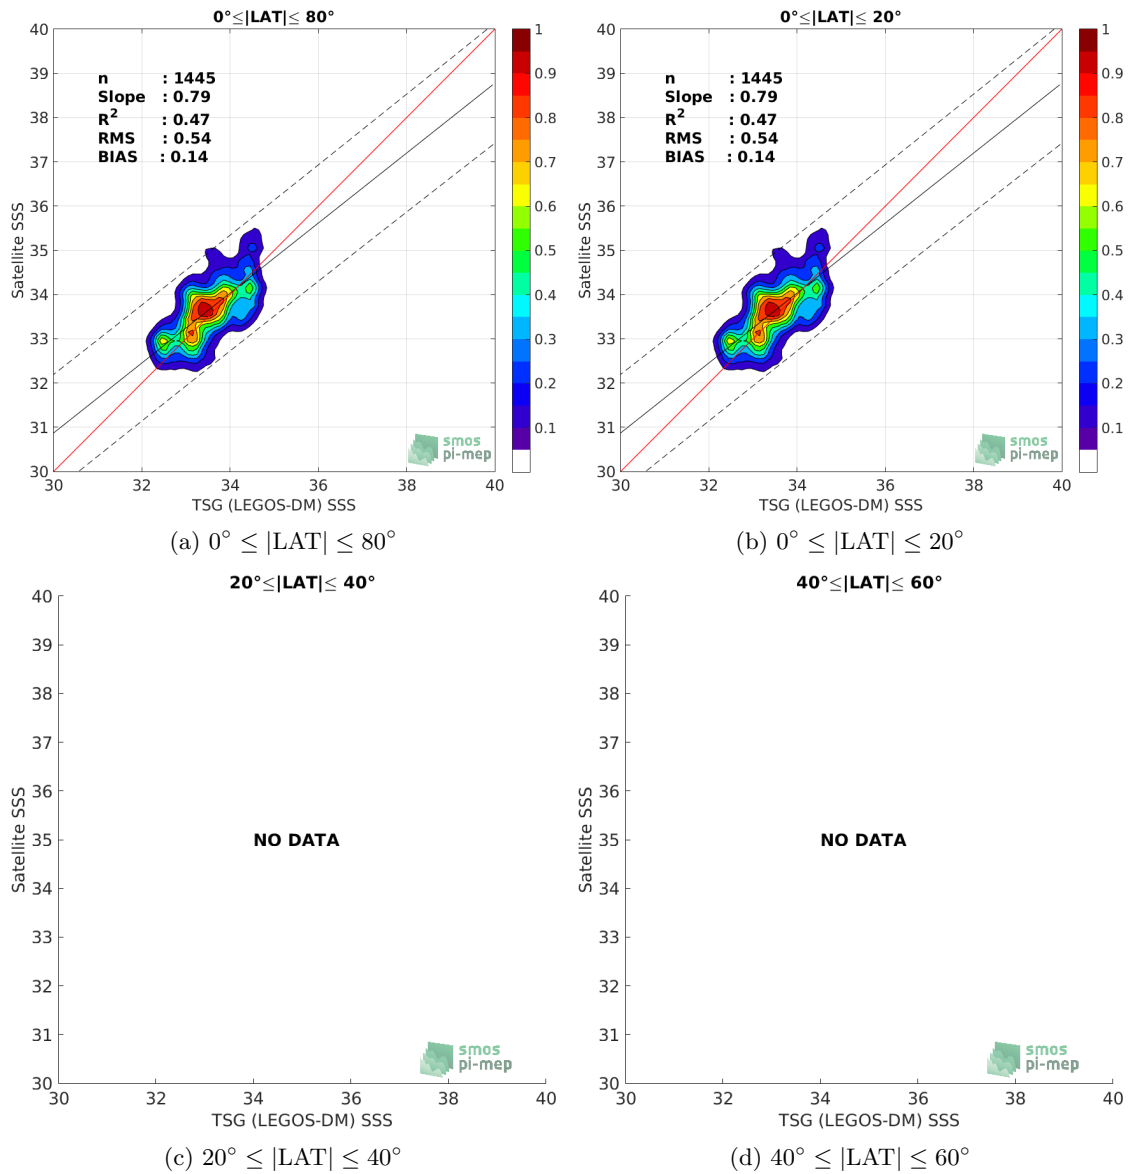 0°≤|LAT|≤ 80°
n : 1445
Slope : 0.79
R2 : 0.47
RMS : 0.54
BIAS : 0.14
40
39
38
37
36
35
34
33
32
31
30
Satellite SSS
30 32 34 36 38 40
TSG (LEGOS-DM) SSS
1
0.9
0.8
0.7
0.6
0.5
0.4
0.3
0.2
0.1
smos
pi-mep
(a) 0° ≤ |LAT| ≤ 80°
0°≤|LAT|≤ 20°
n : 1445
Slope : 0.79
R2 : 0.47
RMS : 0.54
BIAS : 0.14
40
39
38
37
36
35
34
33
32
31
30
Satellite SSS
30 32 34 36 38 40
TSG (LEGOS-DM) SSS
1
0.9
0.8
0.7
0.6
0.5
0.4
0.3
0.2
0.1
smos
pi-mep
(b) 0° ≤ |LAT| ≤ 20°
20°≤|LAT|≤ 40°
40
39
38
37
36
35
34
33
32
31
30
Satellite SSS
NO DATA
30 32 34 36 38 40
TSG (LEGOS-DM) SSS
smos
pi-mep
(c) 20° ≤ |LAT| ≤ 40°
40°≤|LAT|≤ 60°
40
39
38
37
36
35
34
33
32
31
30
Satellite SSS
NO DATA
30 32 34 36 38 40
TSG (LEGOS-DM) SSS
smos
pi-mep
(d) 40° ≤ |LAT| ≤ 60°